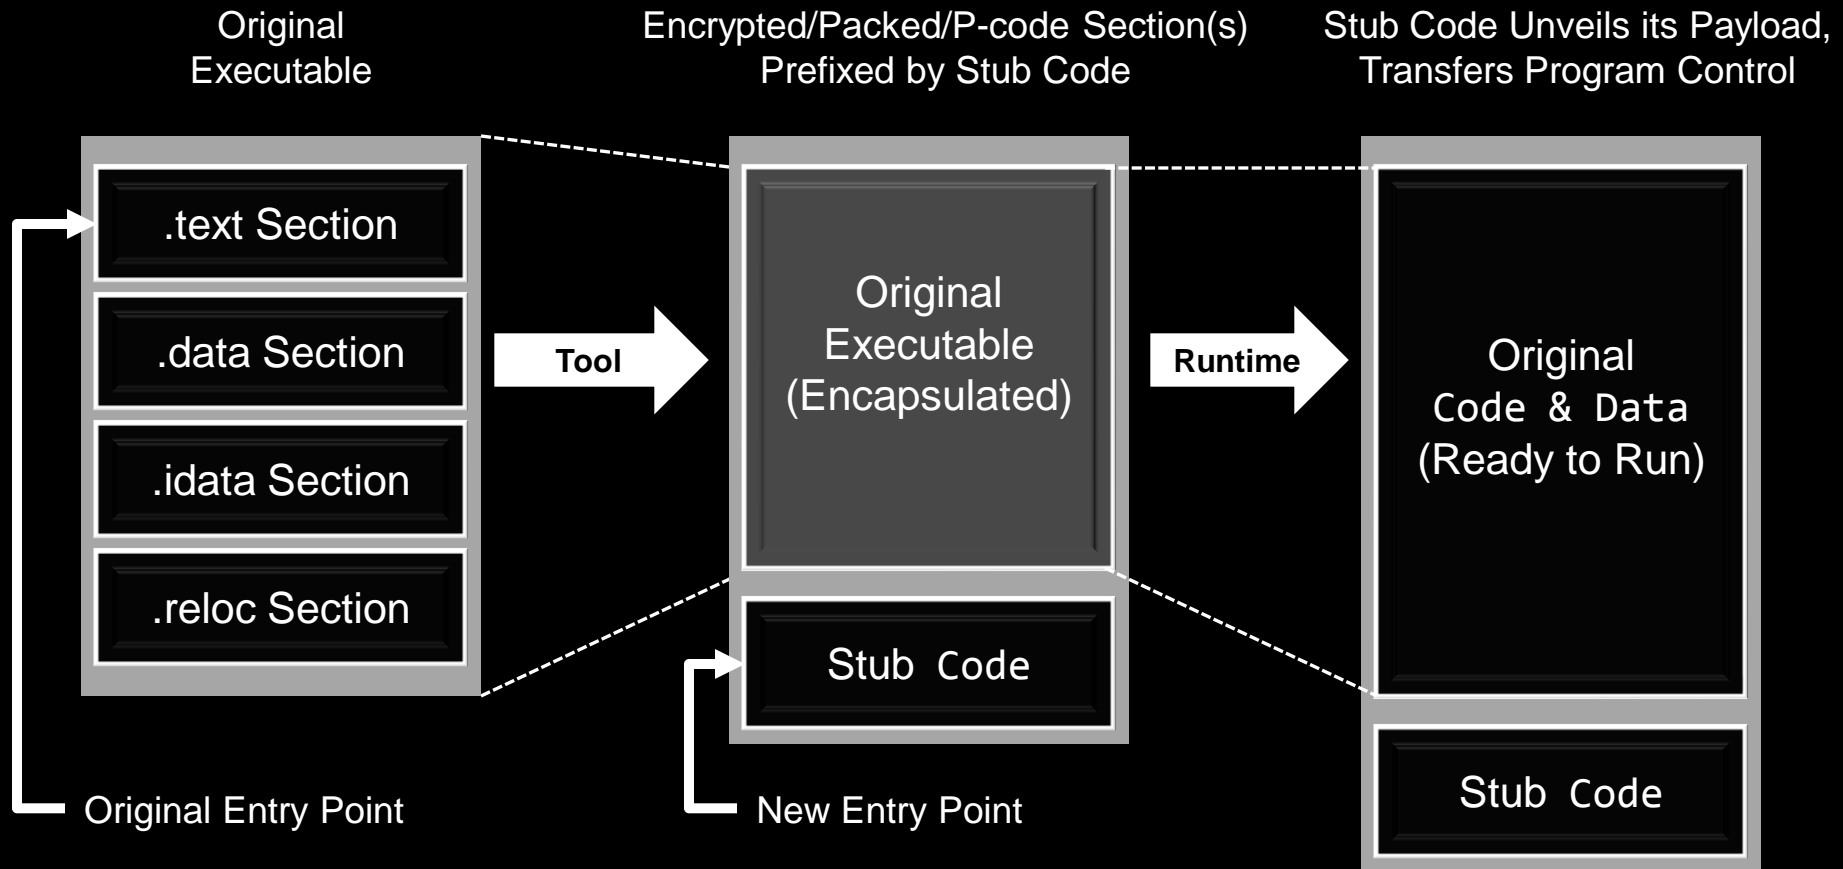 Original
Executable
Encrypted/Packed/P-code Section(s)
Prefixed by Stub Code
Stub Code Unveils its Payload,
Transfers Program Control
.text Section
.data Section
.idata Section
.reloc Section
Original Entry Point
Tool
Original
Executable
(Encapsulated)
Stub Code
New Entry Point
Runtime
Original
Code & Data
(Ready to Run)
Stub Code